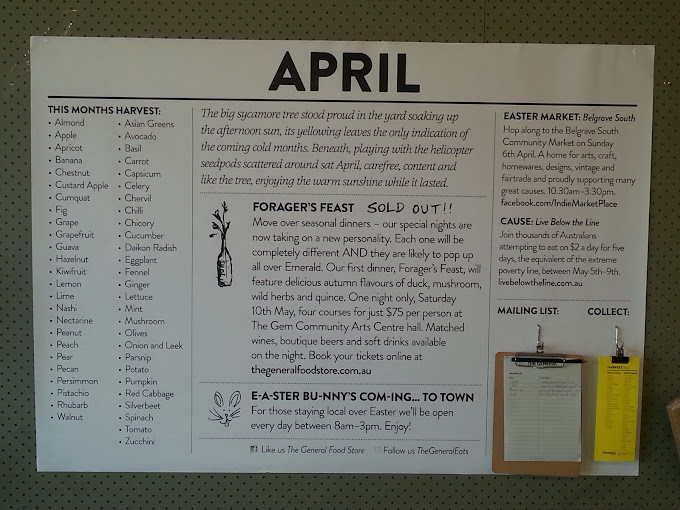 APRIL
THIS MONTHS HARVEST:
• Almond
• Apple
• Apricot
• Banana
• Chestnut
• Custard Apple
• Cumquat
• Fig
• Grape
• Grapefruit
• Guava
• Hazelnut
• Kiwifruit
• Lemon
• Lime
• Nashi
• Nectarine
• Peanut
• Peach
• Pear
• Pecan
• Persimmon
• Pistachio
• Rhubarb
• Walnut
• Asian Greens
• Avocado
• Basil
• Carrot
• Capsicum
• Celery
• Chervil
• Chilli
• Chicory
• Cucumber
• Daikon Radish
• Eggplant
• Fennel
• Ginger
• Lettuce
• Mint
• Mushroom
• Olives
• Onion and Leek
• Parsnip
• Potato
• Pumpkin
• Red Cabbage
• Silverbeet
• Spinach
• Tomato
• Zucchini
The big sycamore tree stood proud in the yard soaking up
the afternoon sun, its yellowing leaves the only indication of
the coming cold months. Beneath, playing with the helicopter
seedpods scattered around sat April, carefree, content and
like the tree, enjoying the warm sunshine while it lasted.
FORAGER'S FEAST SOLD OUT!!
Move over seasonal dinners – our special nights are
now taking on a new personality. Each one will be
completely different AND they are likely to pop up
all over Emerald. Our first dinner, Forager's Feast, will
feature delicious autumn flavours of duck, mushroom,
wild herbs and quince. One night only, Saturday
10th May, four courses for just $75 per person at
The Gem Community Arts Centre hall. Matched
wines, boutique beers and soft drinks available
on the night. Book your tickets online at
thegeneralfoodstore.com.au
E-A-STER BU-NNY'S COM-ING... TO TOWN
For those staying local over Easter we'll be open
every day between 8am–3pm. Enjoy!
Like us The General Food Store Follow us TheGeneralEats
EASTER MARKET: Belgrave South
Hop along to the Belgrave South
Community Market on Sunday
6th April. A home for arts, craft,
homewares, designs, vintage and
fairtrade and proudly supporting many
great causes. 10.30am–3.30pm.
facebook.com/IndieMarketPlace
CAUSE: Live Below the Line
Join thousands of Australians
attempting to eat on $2 a day for five
days, the equivalent of the extreme
poverty line, between May 5th–9th.
livebelowtheline.com.au
MAILING LIST:
COLLECT:
THE GENERAL
HARVEST